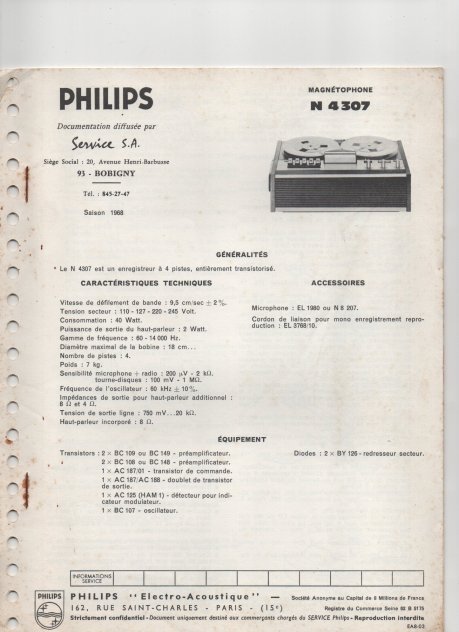 PHILIPS
Documentation diffusée par
Service S.A.
Siège Social : 20, Avenue Henri-Barbusse
93 - BOBIGNY
Tél. : 845-27-47
Saison 1968
MAGNÉTOPHONE
N 4307
GÉNÉRALITÉS
Le N 4307 est un enregistreur à 4 pistes, entièrement transistorisé.
CARACTÉRISTIQUES TECHNIQUES
Vitesse de défilement de bande : 9,5 cm/sec ± 2 %.
Tension secteur : 110 - 127 - 220 - 245 Volt.
Consommation : 40 Watt.
Puissance de sortie du haut-parleur : 2 Watt.
Gamme de fréquence : 60 - 14 000 Hz.
Diamètre maximal de la bobine : 18 cm...
Nombre de pistes : 4.
Poids : 7 kg.
Sensibilité microphone + radio : 200 µV - 2 kΩ.
tourne-disques : 100 mV - 1 MΩ.
Fréquence de l'oscillateur : 60 kHz ± 10 %.
Impédances de sortie pour haut-parleur additionnel :
8 Ω et 4 Ω.
Tension de sortie ligne : 750 mV...20 kΩ.
Haut-parleur incorporé : 8 Ω.
ACCESSOIRES
Microphone : EL 1980 ou N 8 207.
Cordon de liaison pour mono enregistrement repro-
duction : EL 3768/10.
ÉQUIPEMENT
Transistors : 2 × BC 109 ou BC 149 - préamplificateur.
2 × BC 108 ou BC 148 - préamplificateur.
1 × AC 187/01 - transistor de commande.
1 × AC 187/AC 188 - doublet de transistor
de sortie.
1 × AC 125 (HAM 1) - détecteur pour indi-
cateur modulateur.
1 × BC 107 - oscillateur.
Diodes : 2 × BY 126 - redresseur secteur.
INFORMATIONS
SERVICE
PHILIPS
PHILIPS "Electro-Acoustique" — Société Anonyme au Capital de 8 Millions de Francs
162, RUE SAINT-CHARLES - PARIS - (15e) Registre du Commerce Seine 62 B 5175
Strictement confidentiel - Document uniquement destiné aux commerçants chargés du SERVICE Philips - Reproduction interdite
EA8-03